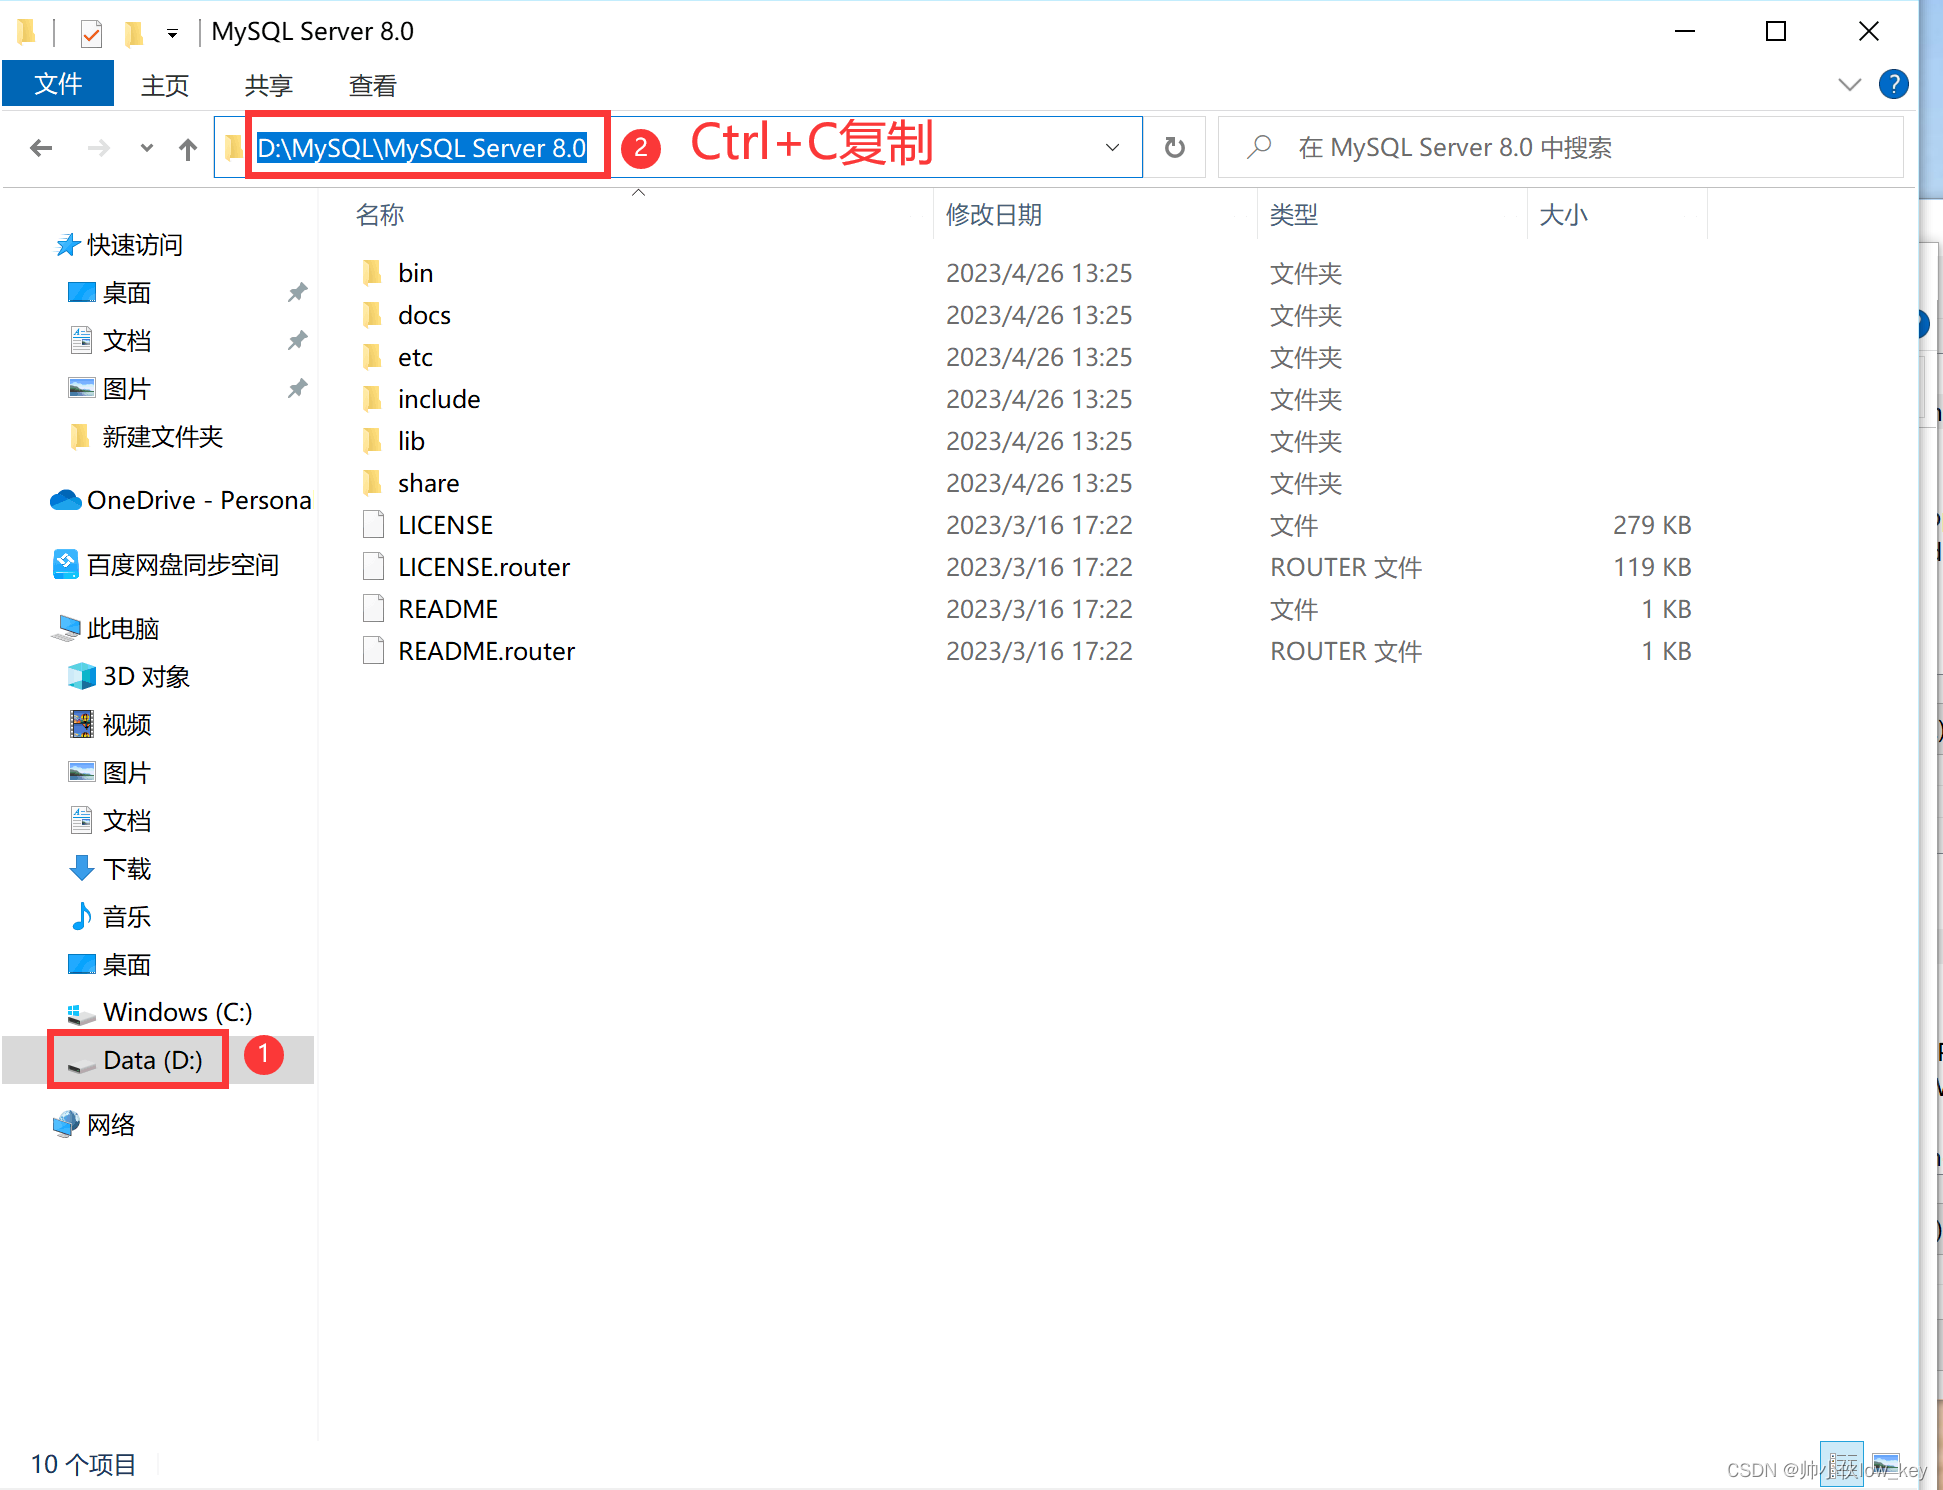 MySQL Server 8.0
文件 主页 共享 查看
D:\MySQL\MySQL Server 8.0 2 Ctrl+C复制 在 MySQL Server 8.0 中搜索
名称 修改日期 类型 大小
快速访问
桌面
文档
图片
新建文件夹
OneDrive - Persona
百度网盘同步空间
此电脑
3D 对象
视频
图片
文档
下载
音乐
桌面
Windows (C:)
Data (D:) 1
网络
bin 2023/4/26 13:25 文件夹
docs 2023/4/26 13:25 文件夹
etc 2023/4/26 13:25 文件夹
include 2023/4/26 13:25 文件夹
lib 2023/4/26 13:25 文件夹
share 2023/4/26 13:25 文件夹
LICENSE 2023/3/16 17:22 文件 279 KB
LICENSE.router 2023/3/16 17:22 ROUTER 文件 119 KB
README 2023/3/16 17:22 文件 1 KB
README.router 2023/3/16 17:22 ROUTER 文件 1 KB
10 个项目
CSDN @帅小孩low_key